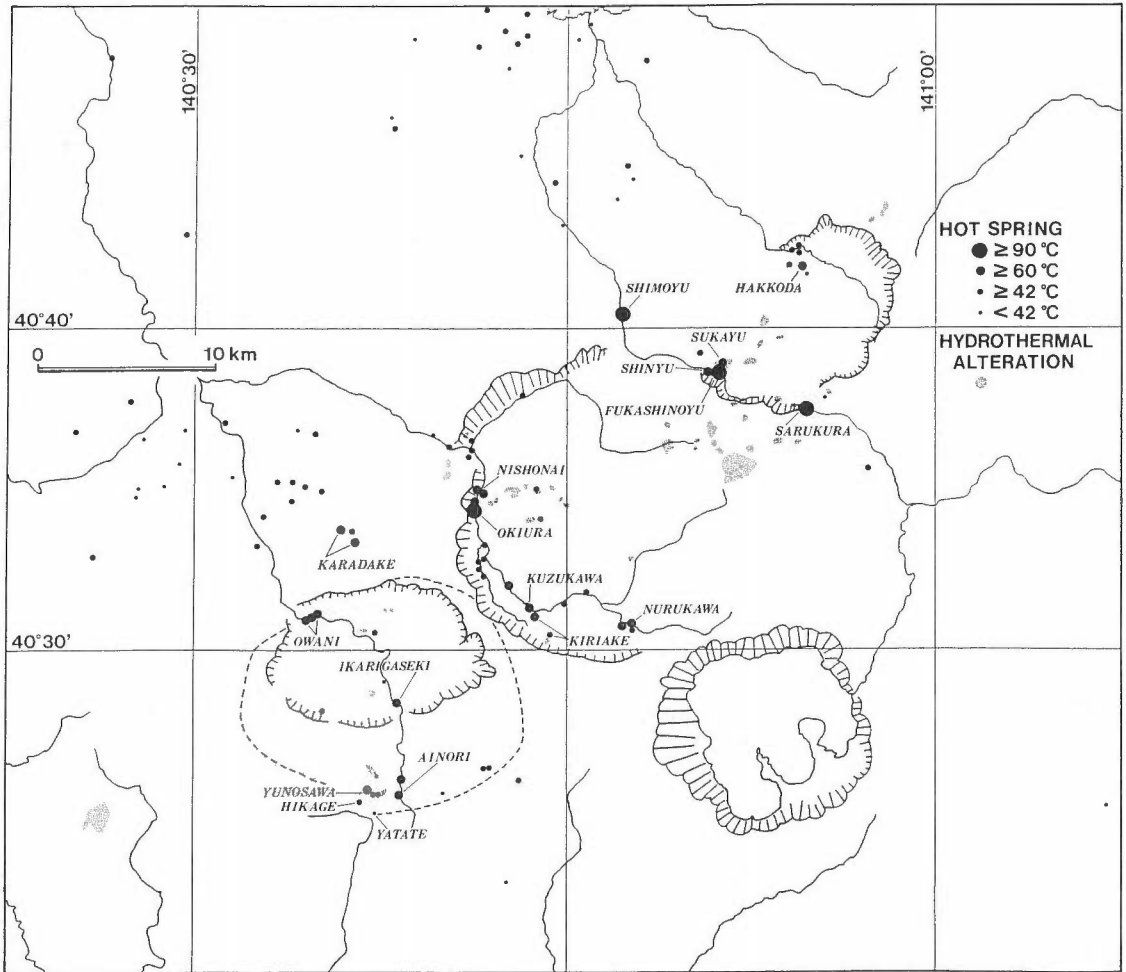 140°30'
141°00'
HOT SPRING
≥ 90 °C
≥ 60 °C
≥ 42 °C
< 42 °C
HYDROTHERMAL
ALTERATION
HAKKODA
SHIMOYU
40°40'
0 10 km
SUKAYU
SHINYU
FUKASHINOYU
SARUKURA
NISHONAI
OKIURA
KARADAKE
KUZUKAWA
NURUKAWA
KIRIAKE
OWANI
40°30'
IKARIGASEKI
AINORI
YUNOSAWA
HIKAGE
YATATE